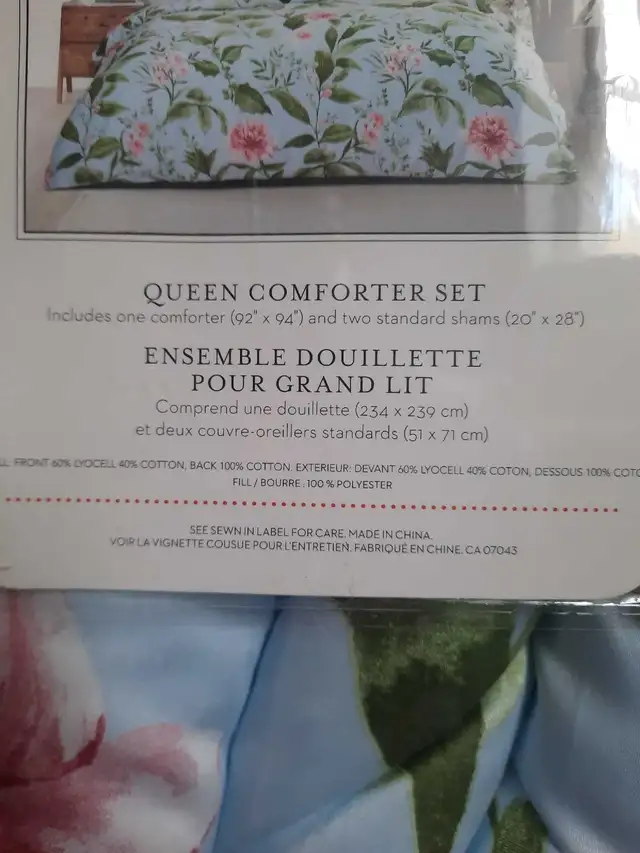 QUEEN COMFORTER SET
Includes one comforter (92" x 94") and two standard shams (20" x 28")
ENSEMBLE DOUILLETTE
POUR GRAND LIT
Comprend une douillette (234 x 239 cm)
et deux couvre-oreillers standards (51 x 71 cm)
FRONT 60% LYOCELL 40% COTTON, BACK 100% COTTON. EXTERIEUR: DEVANT 60% LYOCELL 40% COTON, DESSOUS 100%
FILL / BOURRE : 100 % POLYESTER
SEE SEWN IN LABEL FOR CARE. MADE IN CHINA.
VOIR LA VIGNETTE COUSUE POUR L'ENTRETIEN. FABRIQUÉ EN CHINE. CA 07043